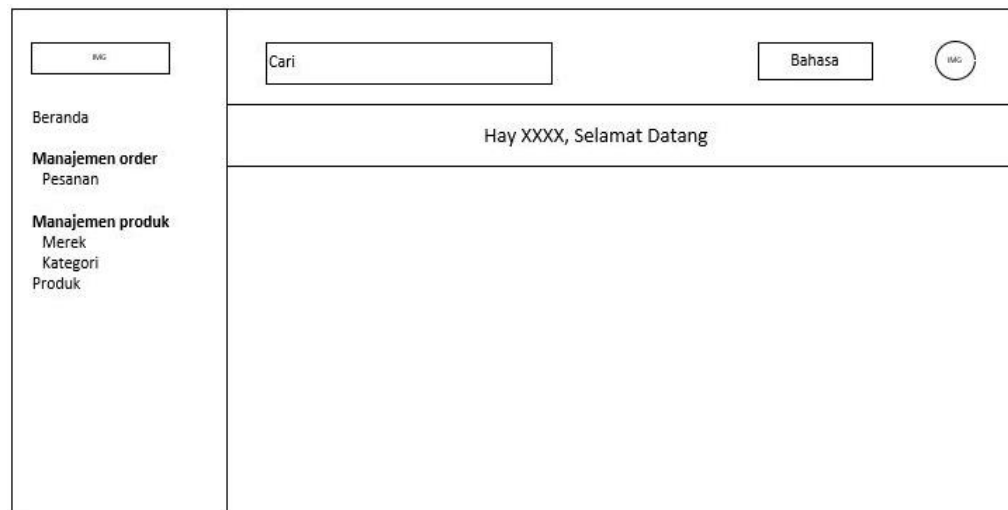 IMG
Cari
Bahasa
IMG
Beranda
Manajemen order
Pesanan
Manajemen produk
Merek
Kategori
Produk
Hay XXXX, Selamat Datang